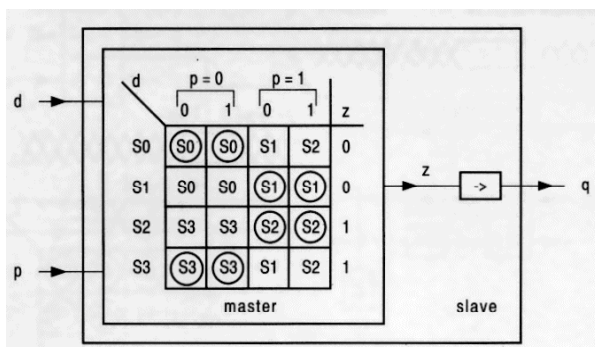 p = 0 p = 1
d
0 1 0 1 z
d
S0 S0 S0 S1 S2 0
S1 S0 S0 S1 S1 0
z
-> q
S2 S3 S3 S2 S2 1
p S3 S3 S3 S1 S2 1
master slave